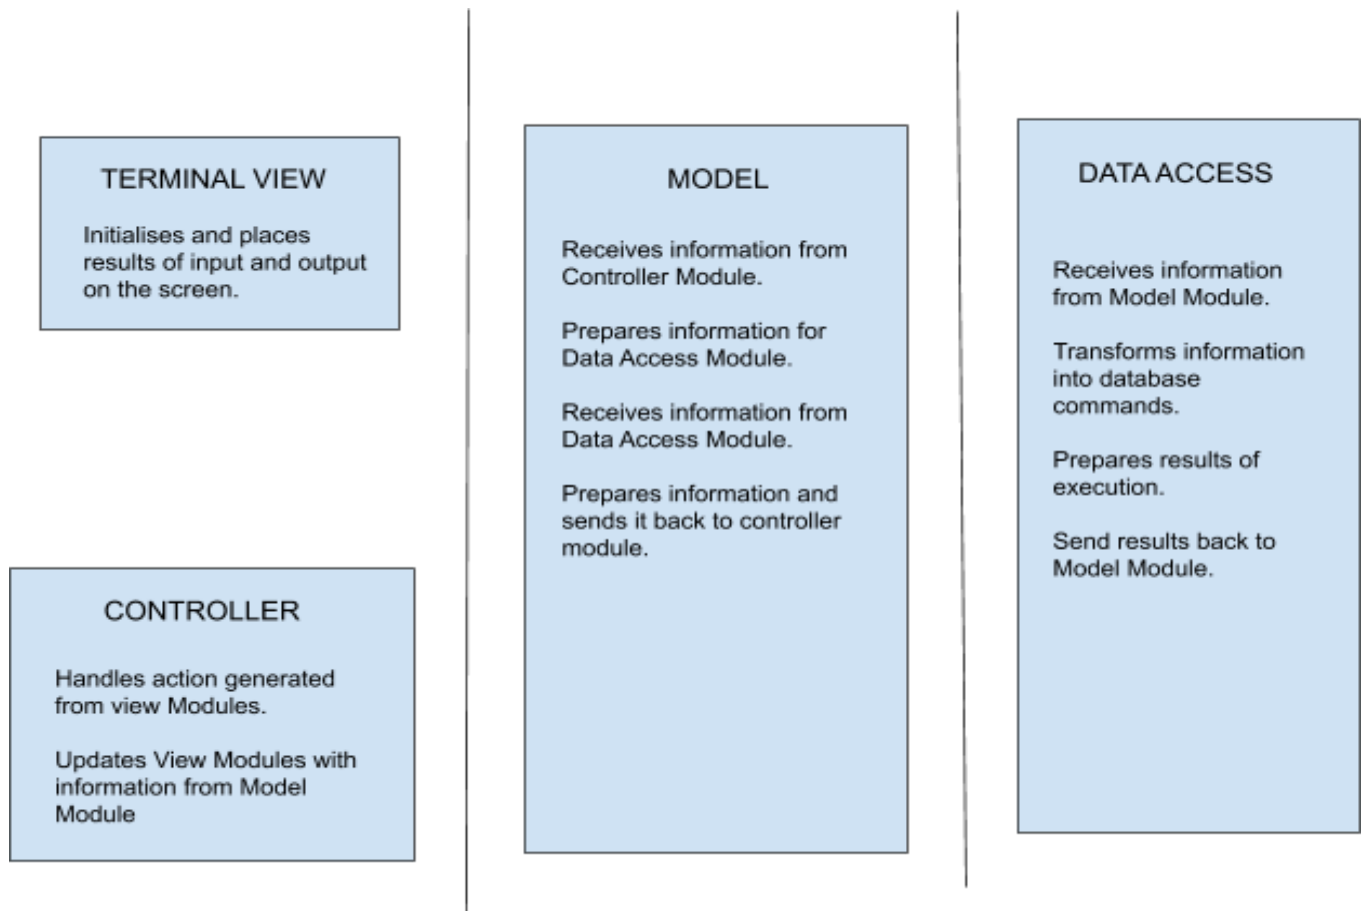 TERMINAL VIEW
Initialises and places
results of input and output
on the screen.
CONTROLLER
Handles action generated
from view Modules.
Updates View Modules with
information from Model
Module
MODEL
Receives information from
Controller Module.
Prepares information for
Data Access Module.
Receives information from
Data Access Module.
Prepares information and
sends it back to controller
module.
DATA ACCESS
Receives information
from Model Module.
Transforms information
into database
commands.
Prepares results of
execution.
Send results back to
Model Module.